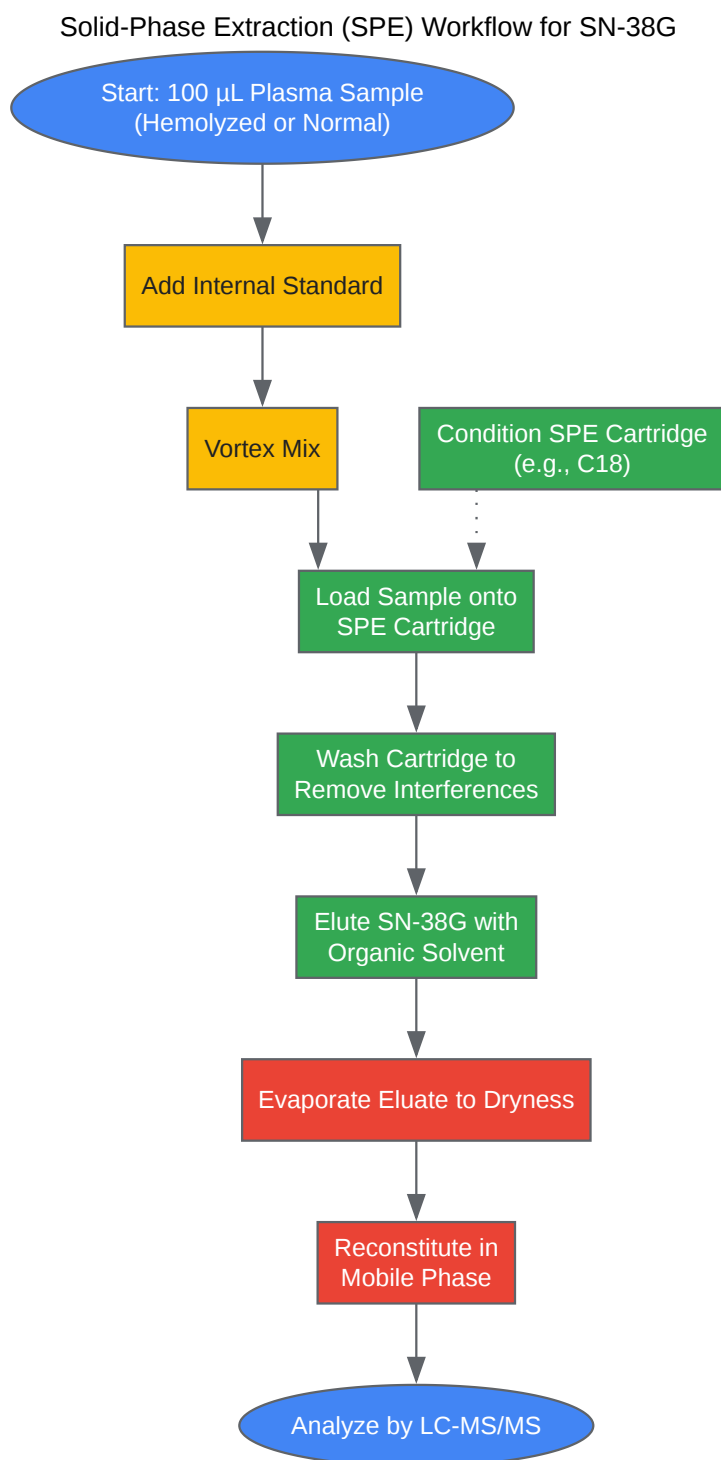 Solid-Phase Extraction (SPE) Workflow for SN-38G
Start: 100 µL Plasma Sample
(Hemolyzed or Normal)
Add Internal Standard
Vortex Mix
Condition SPE Cartridge
(e.g., C18)
Load Sample onto
SPE Cartridge
Wash Cartridge to
Remove Interferences
Elute SN-38G with
Organic Solvent
Evaporate Eluate to Dryness
Reconstitute in
Mobile Phase
Analyze by LC-MS/MS